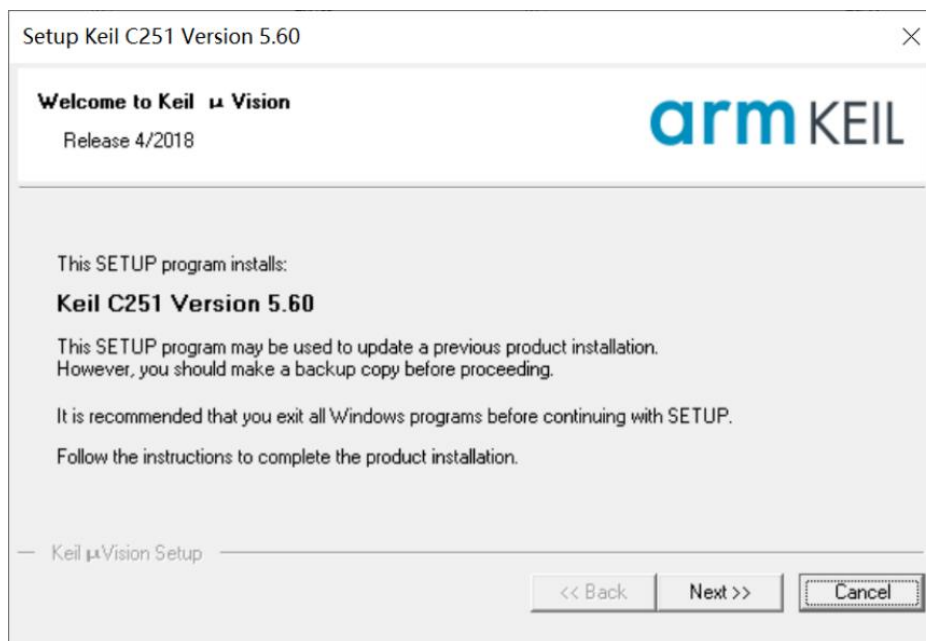 Setup Keil C251 Version 5.60
Welcome to Keil μ Vision
Release 4/2018
arm KEIL
This SETUP program installs:
Keil C251 Version 5.60
This SETUP program may be used to update a previous product installation.
However, you should make a backup copy before proceeding.
It is recommended that you exit all Windows programs before continuing with SETUP.
Follow the instructions to complete the product installation.
Keil μVision Setup
<< Back
Next >>
Cancel